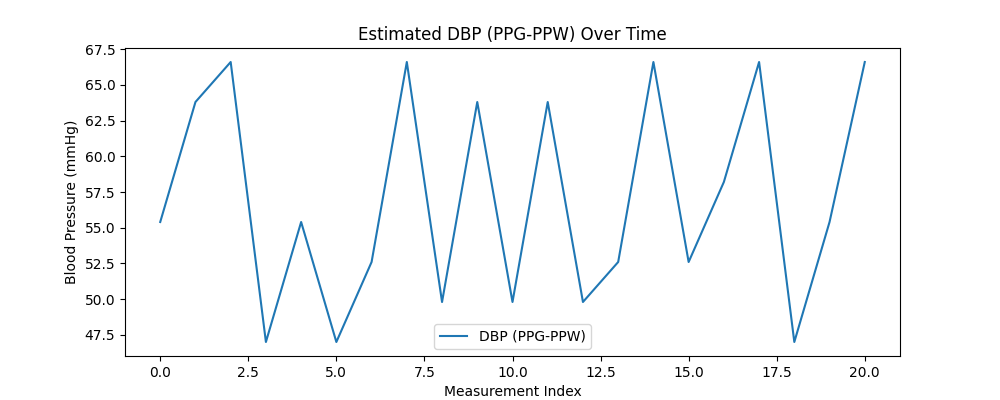 Estimated DBP (PPG-PPW) Over Time
67.5
65.0
62.5
60.0
57.5
55.0
52.5
50.0
47.5
Blood Pressure (mmHg)
DBP (PPG-PPW)
0.0 2.5 5.0 7.5 10.0 12.5 15.0 17.5 20.0
Measurement Index